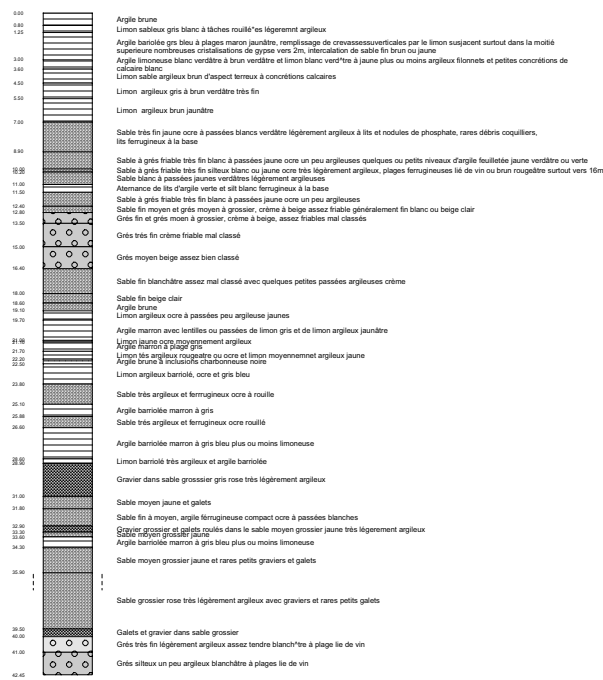 0.00
Argile brune
0.80
Limon sableux gris blanc à tâches rouillé"es légeremnt argileux
1.25
Argile bariolée grs bleu à plages maron jaunâtre, remplissage de crevassessuverticales par le limon susjacent surtout dans la moitié
superieure nombreuses cristalisations de gypse vers 2m, intercalation de sable fin brun ou jaune
3.00
Argile limoneuse blanc verdâtre à brun verdâtre et limon blanc verd^tre à jaune plus ou moins argileux filonnets et petites concrétions de
calcaire blanc
3.60
Limon sable argileux brun d'aspect terreux à concrétions calcaires
4.50
Limon argileux gris à brun verdâtre très fin
5.50
Limon argileux brun jaunâtre
7.00
Sable très fin jaune ocre à passées blancs verdâtre légèrement argileux à lits et nodules de phosphate, rares débris coquilliers,
lits ferrugineux à la base
8.90
Sable à grés friable très fin blanc à passées jaune ocre un peu argileuses quelques ou petits niveaux d'argile feuilletée jaune verdâtre ou verte
10.00
Sable à grés friable très fin silteux blanc ou jaune ocre très légèrement argileux, plages ferrugineuses lié de vin ou brun rougeâtre surtout vers 16m
10.20
Sable blanc à passées jaunes verdâtres légèrement argileuses
11.00
Aternance de lits d'argile verte et silt blanc ferrugineux à la base
11.50
Sable à grés friable très fin blanc à passées jaune ocre un peu argileuses
12.40
Sable fin moyen et grés moyen à grossier, crème à beige assez friable généralement fin blanc ou beige clair
12.80
Grés fin et grés moen à grossier, crème à beige, assez friables mal classés
13.50
Grés trés fin crème friable mal classé
15.00
Grés moyen beige assez bien classé
16.40
Sable fin blanchâtre assez mal classé avec quelques petites passées argileuses crème
18.00
Sable fin beige clair
18.60
Argile brune
19.10
Limon argileux ocre à passées peu argileuse jaunes
19.70
Argile marron avec lentilles ou passées de limon gris et de limon argileux jaunâtre
Limon jaune ocre moyennement argileux
Argile marron à plage gris
21.70
Limon tés argileux rougeatre ou ocre et limon moyennemnet argileux jaune
22.20
Argile brune à inclusions charbonneuse noire
22.50
Limon argileux barriolé, ocre et gris bleu
23.80
Sable très argileux et ferrrugineux ocre à rouille
25.10
Argile barriolée marron à gris
25.88
Sable très argileux et ferrugineux ocre rouillé
26.60
Argile barriolée marron à gris bleu plus ou moins limoneuse
28.60
Limon barriolé très argileux et argile barriolée
28.90
Gravier dans sable grosssier gris rose très légèrement argileux
31.00
Sable moyen jaune et galets
31.80
Sable fin à moyen, argile férrugineuse compact ocre à passées blanches
32.90
Gravier grossier et galets roulés dans le sable moyen grossier jaune très légerement argileux
33.30
Sable moyen grossier jaune
33.60
Argile barriolée marron à gris bleu plus ou moins limoneuse
34.30
Sable moyen grossier jaune et rares petits graviers et galets
35.90
Sable grossier rose très légèrement argileux avec graviers et rares petits galets
39.50
Galets et gravier dans sable grossier
40.00
Grés très fin légèrement argileux assez tendre blanch^tre à plage lie de vin
41.00
Grés silteux un peu argileux blanchâtre à plages lie de vin
42.45